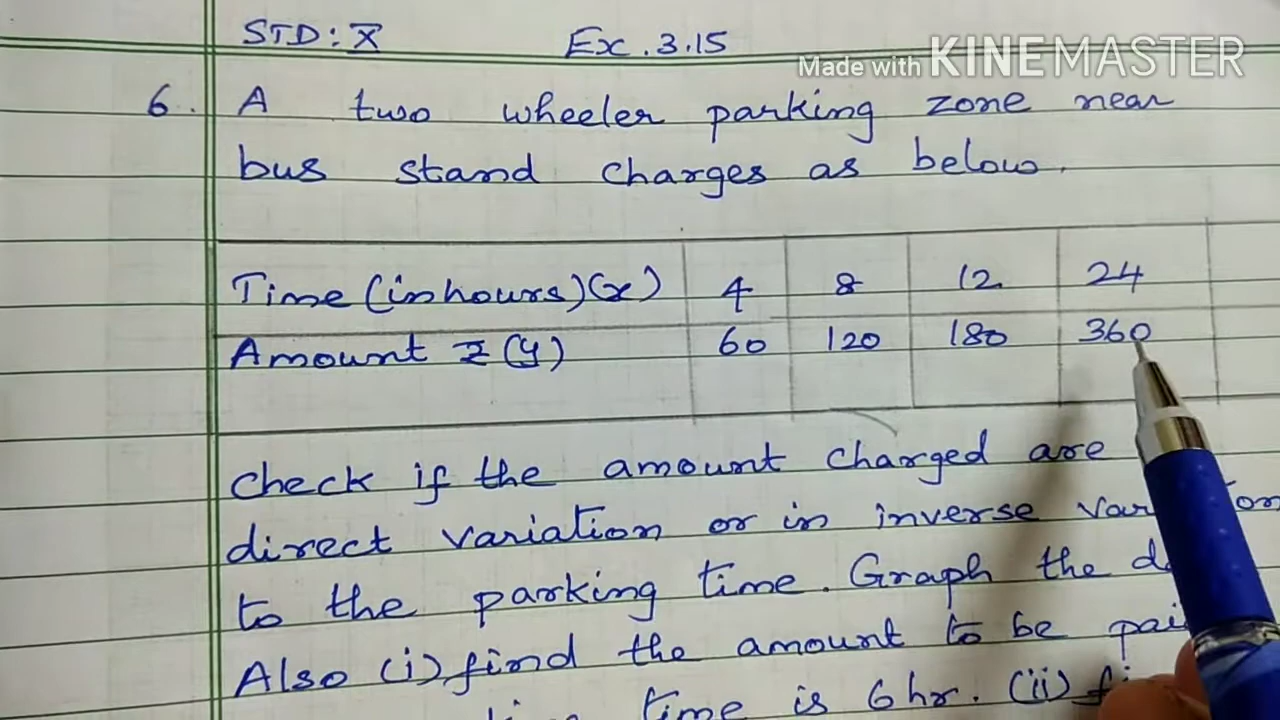 STD: X Ex. 3.15
Made with KINEMASTER
6. A two wheeler parking zone near
bus stand charges as below.
Time (in hours) (x) 4 8 12 24
Amount ₹ (y) 60 120 180 360
check if the amount charged are
direct variation or in inverse
to the parking time. Graph the
Also (i) find the amount to be
time is 6 hr. (ii)